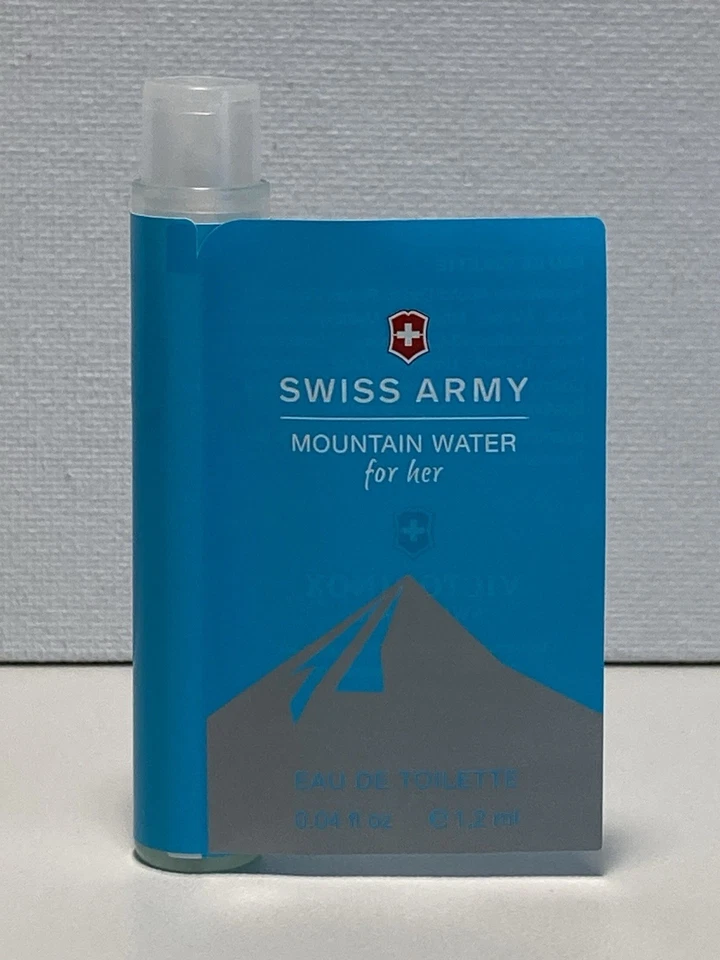 SWISS ARMY
MOUNTAIN WATER
for her
EAU DE TOILETTE
0.04 fl oz ℮ 1.2 ml